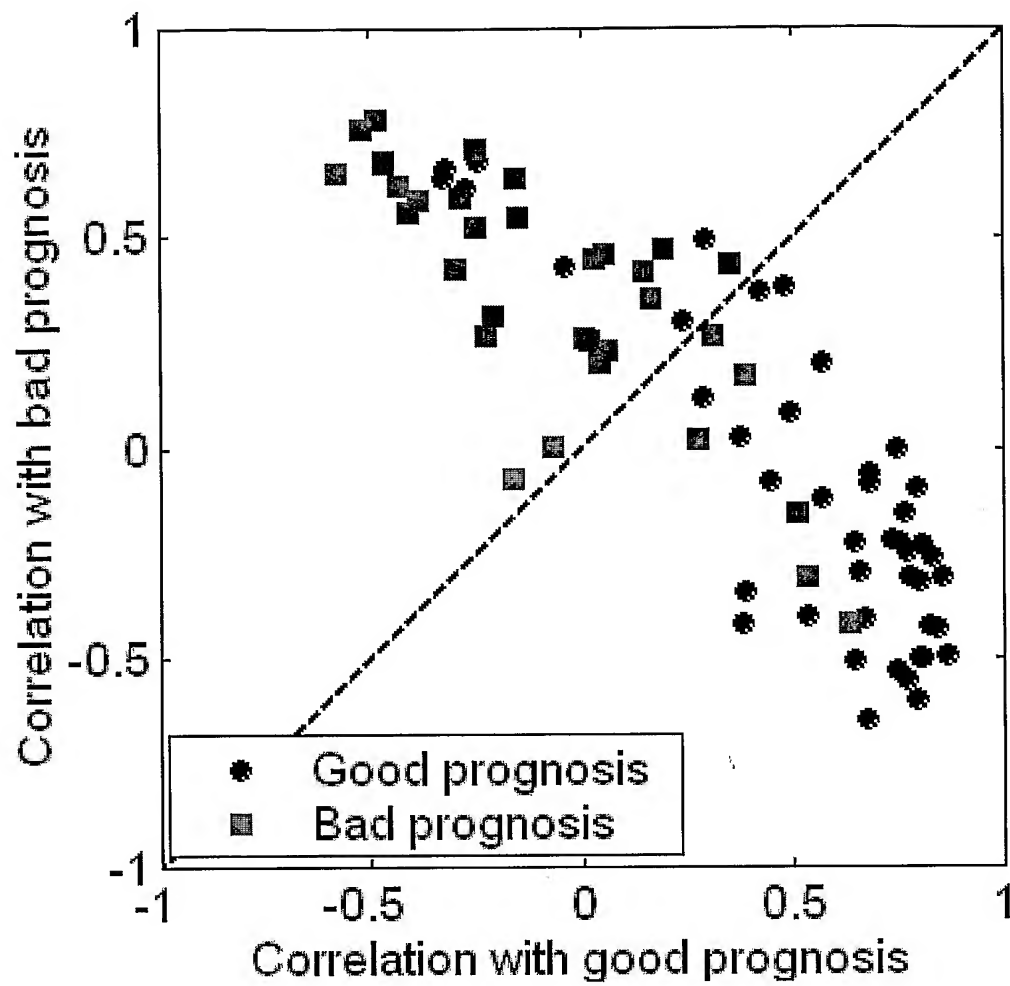 1
0.5
0
-0.5
-1
Correlation with bad prognosis
Good prognosis
Bad prognosis
-1
-0.5
0
0.5
1
Correlation with good prognosis